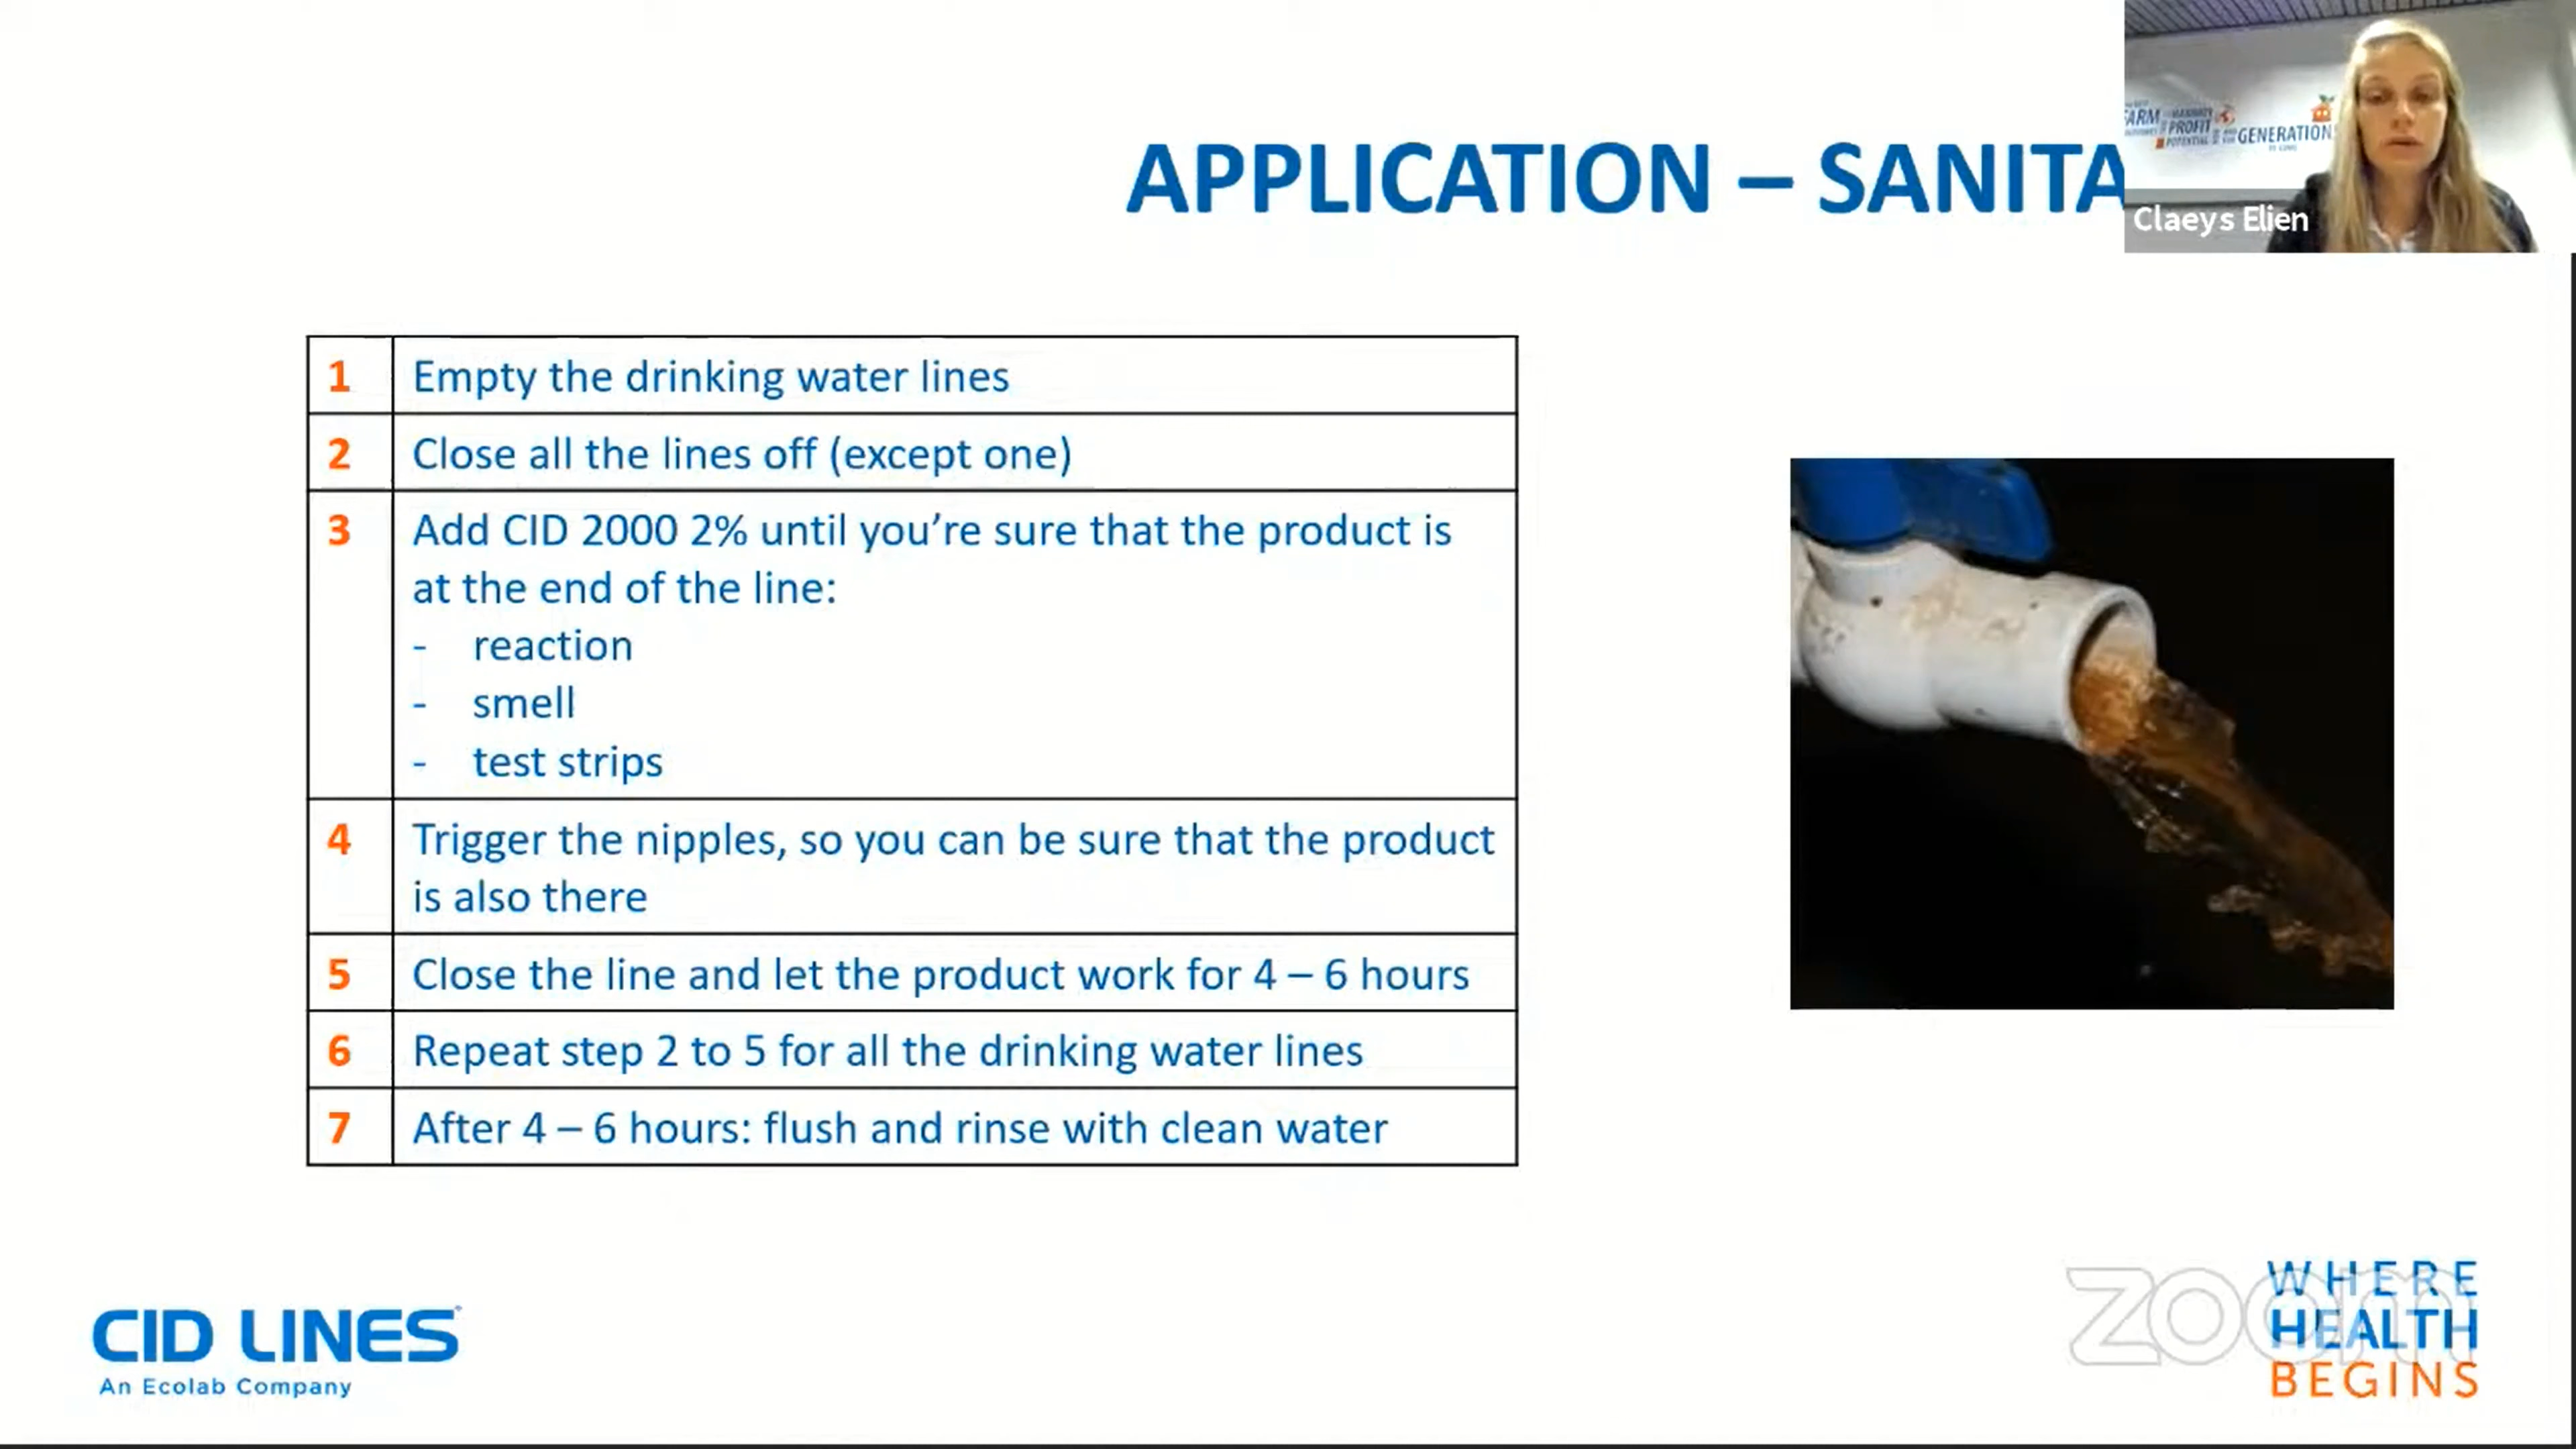 APPLICATION – SANITA
ARM
PROFIT
POTENTIAL
GENERATION
Claeys Elien
1 Empty the drinking water lines
2 Close all the lines off (except one)
3 Add CID 2000 2% until you’re sure that the product is
at the end of the line:
- reaction
- smell
- test strips
4 Trigger the nipples, so you can be sure that the product
is also there
5 Close the line and let the product work for 4 – 6 hours
6 Repeat step 2 to 5 for all the drinking water lines
7 After 4 – 6 hours: flush and rinse with clean water
CID LINES
An Ecolab Company
zoom
WHERE
HEALTH
BEGINS